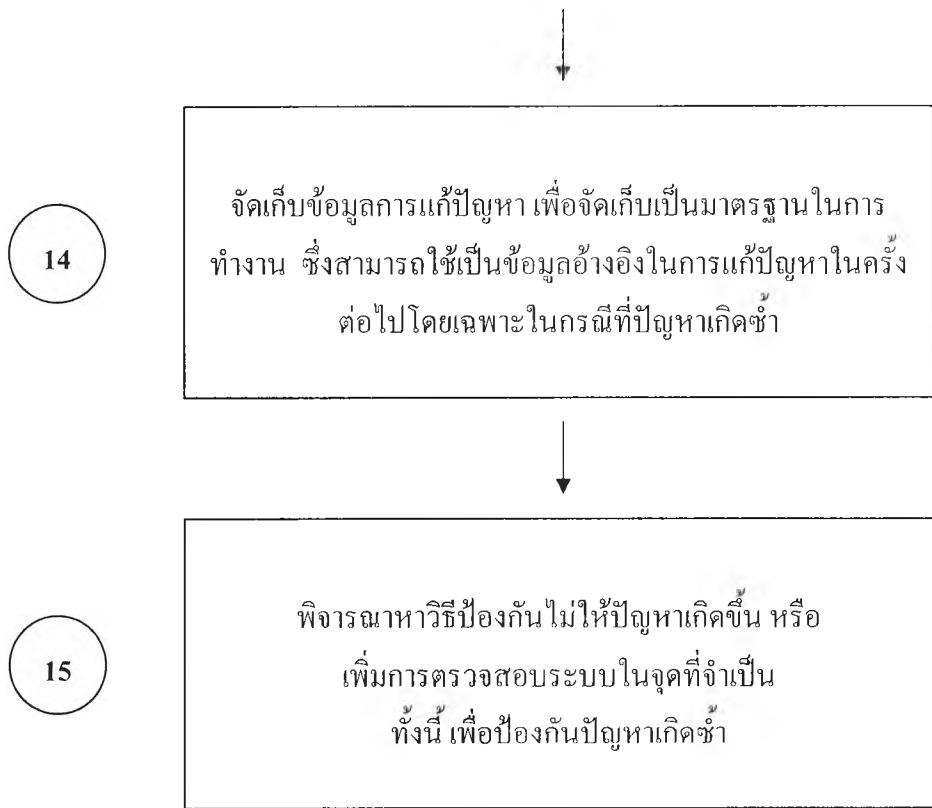 จัดเก็บข้อมูลการแก้ปัญหา เพื่อจัดเก็บเป็นมาตรฐานในการ
14
ทำงาน ซึ่งสามารถใช้เป็นข้อมูลอ้างอิงในการแก้ปัญหาในครั้ง
ต่อไปโดยเฉพาะในกรณีที่ปัญหาเกิดซ้ำ
พิจารณาหาวิธีป้องกันไม่ให้ปัญหาเกิดขึ้น หรือ
15
เพิ่มการตรวจสอบระบบในจุดที่จำเป็น
ทั้งนี้ เพื่อป้องกันปัญหาเกิดซ้ำ